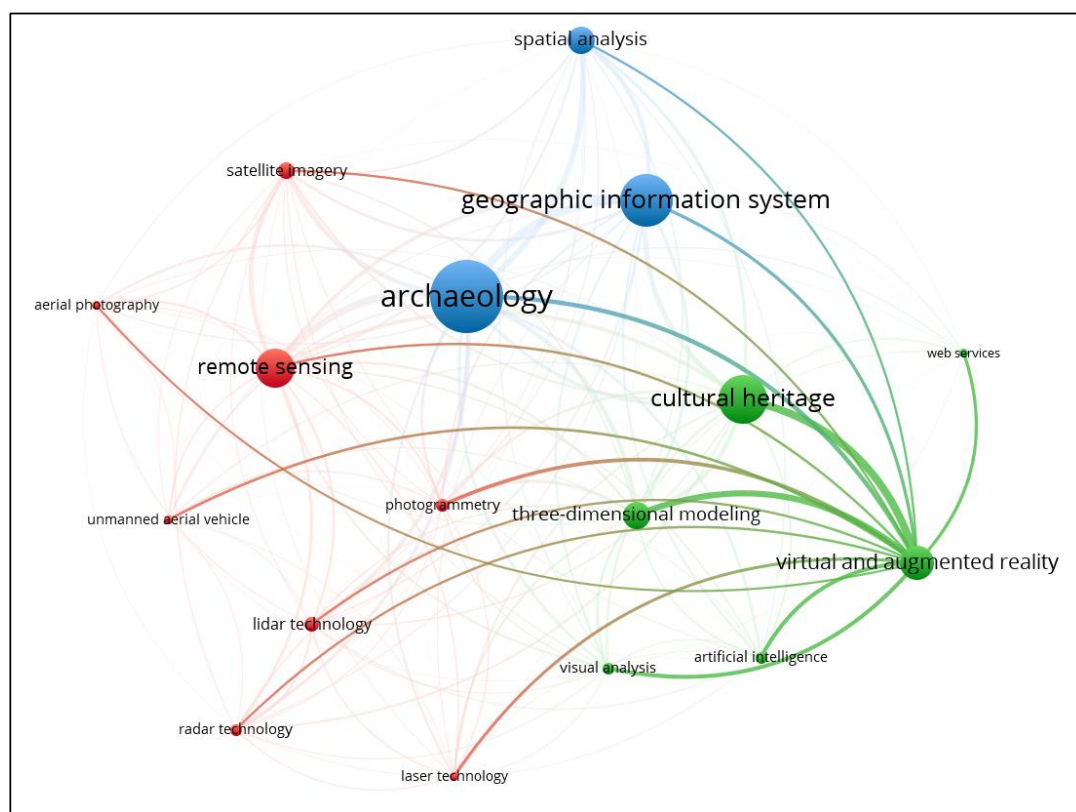 spatial analysis
satellite imagery
geographic information system
archaeology
aerial photography
web services
remote sensing
cultural heritage
photogrammetry
three-dimensional modeling
unmanned aerial vehicle
virtual and augmented reality
lidar technology
artificial intelligence
visual analysis
radar technology
laser technology